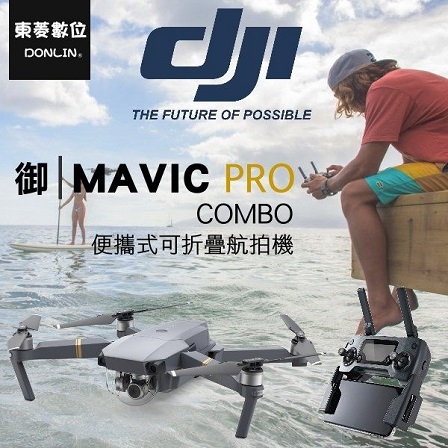 東菱數位
DONLIN®
dji
THE FUTURE OF POSSIBLE
御 | MAVIC PRO
COMBO
便攜式可折疊航拍機